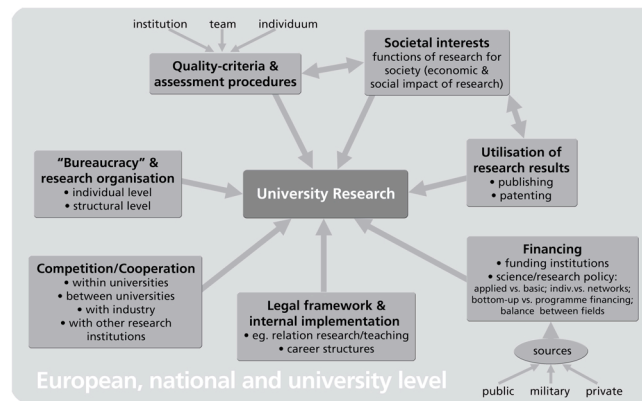 institution
team
individuum
Quality-criteria &
assessment procedures
Societal interests
functions of research for
society (economic &
social impact of research)
"Bureaucracy" &
research organisation
• individual level
• structural level
University Research
Utilisation of
research results
• publishing
• patenting
Competition/Cooperation
• within universities
• between universities
• with industry
• with other research
institutions
Legal framework &
internal implementation
• eg. relation research/teaching
• career structures
Financing
• funding institutions
• science/research policy:
applied vs. basic; indiv.vs. networks;
bottom-up vs. programme financing;
balance between fields
sources
public
military
private
European, national and university level